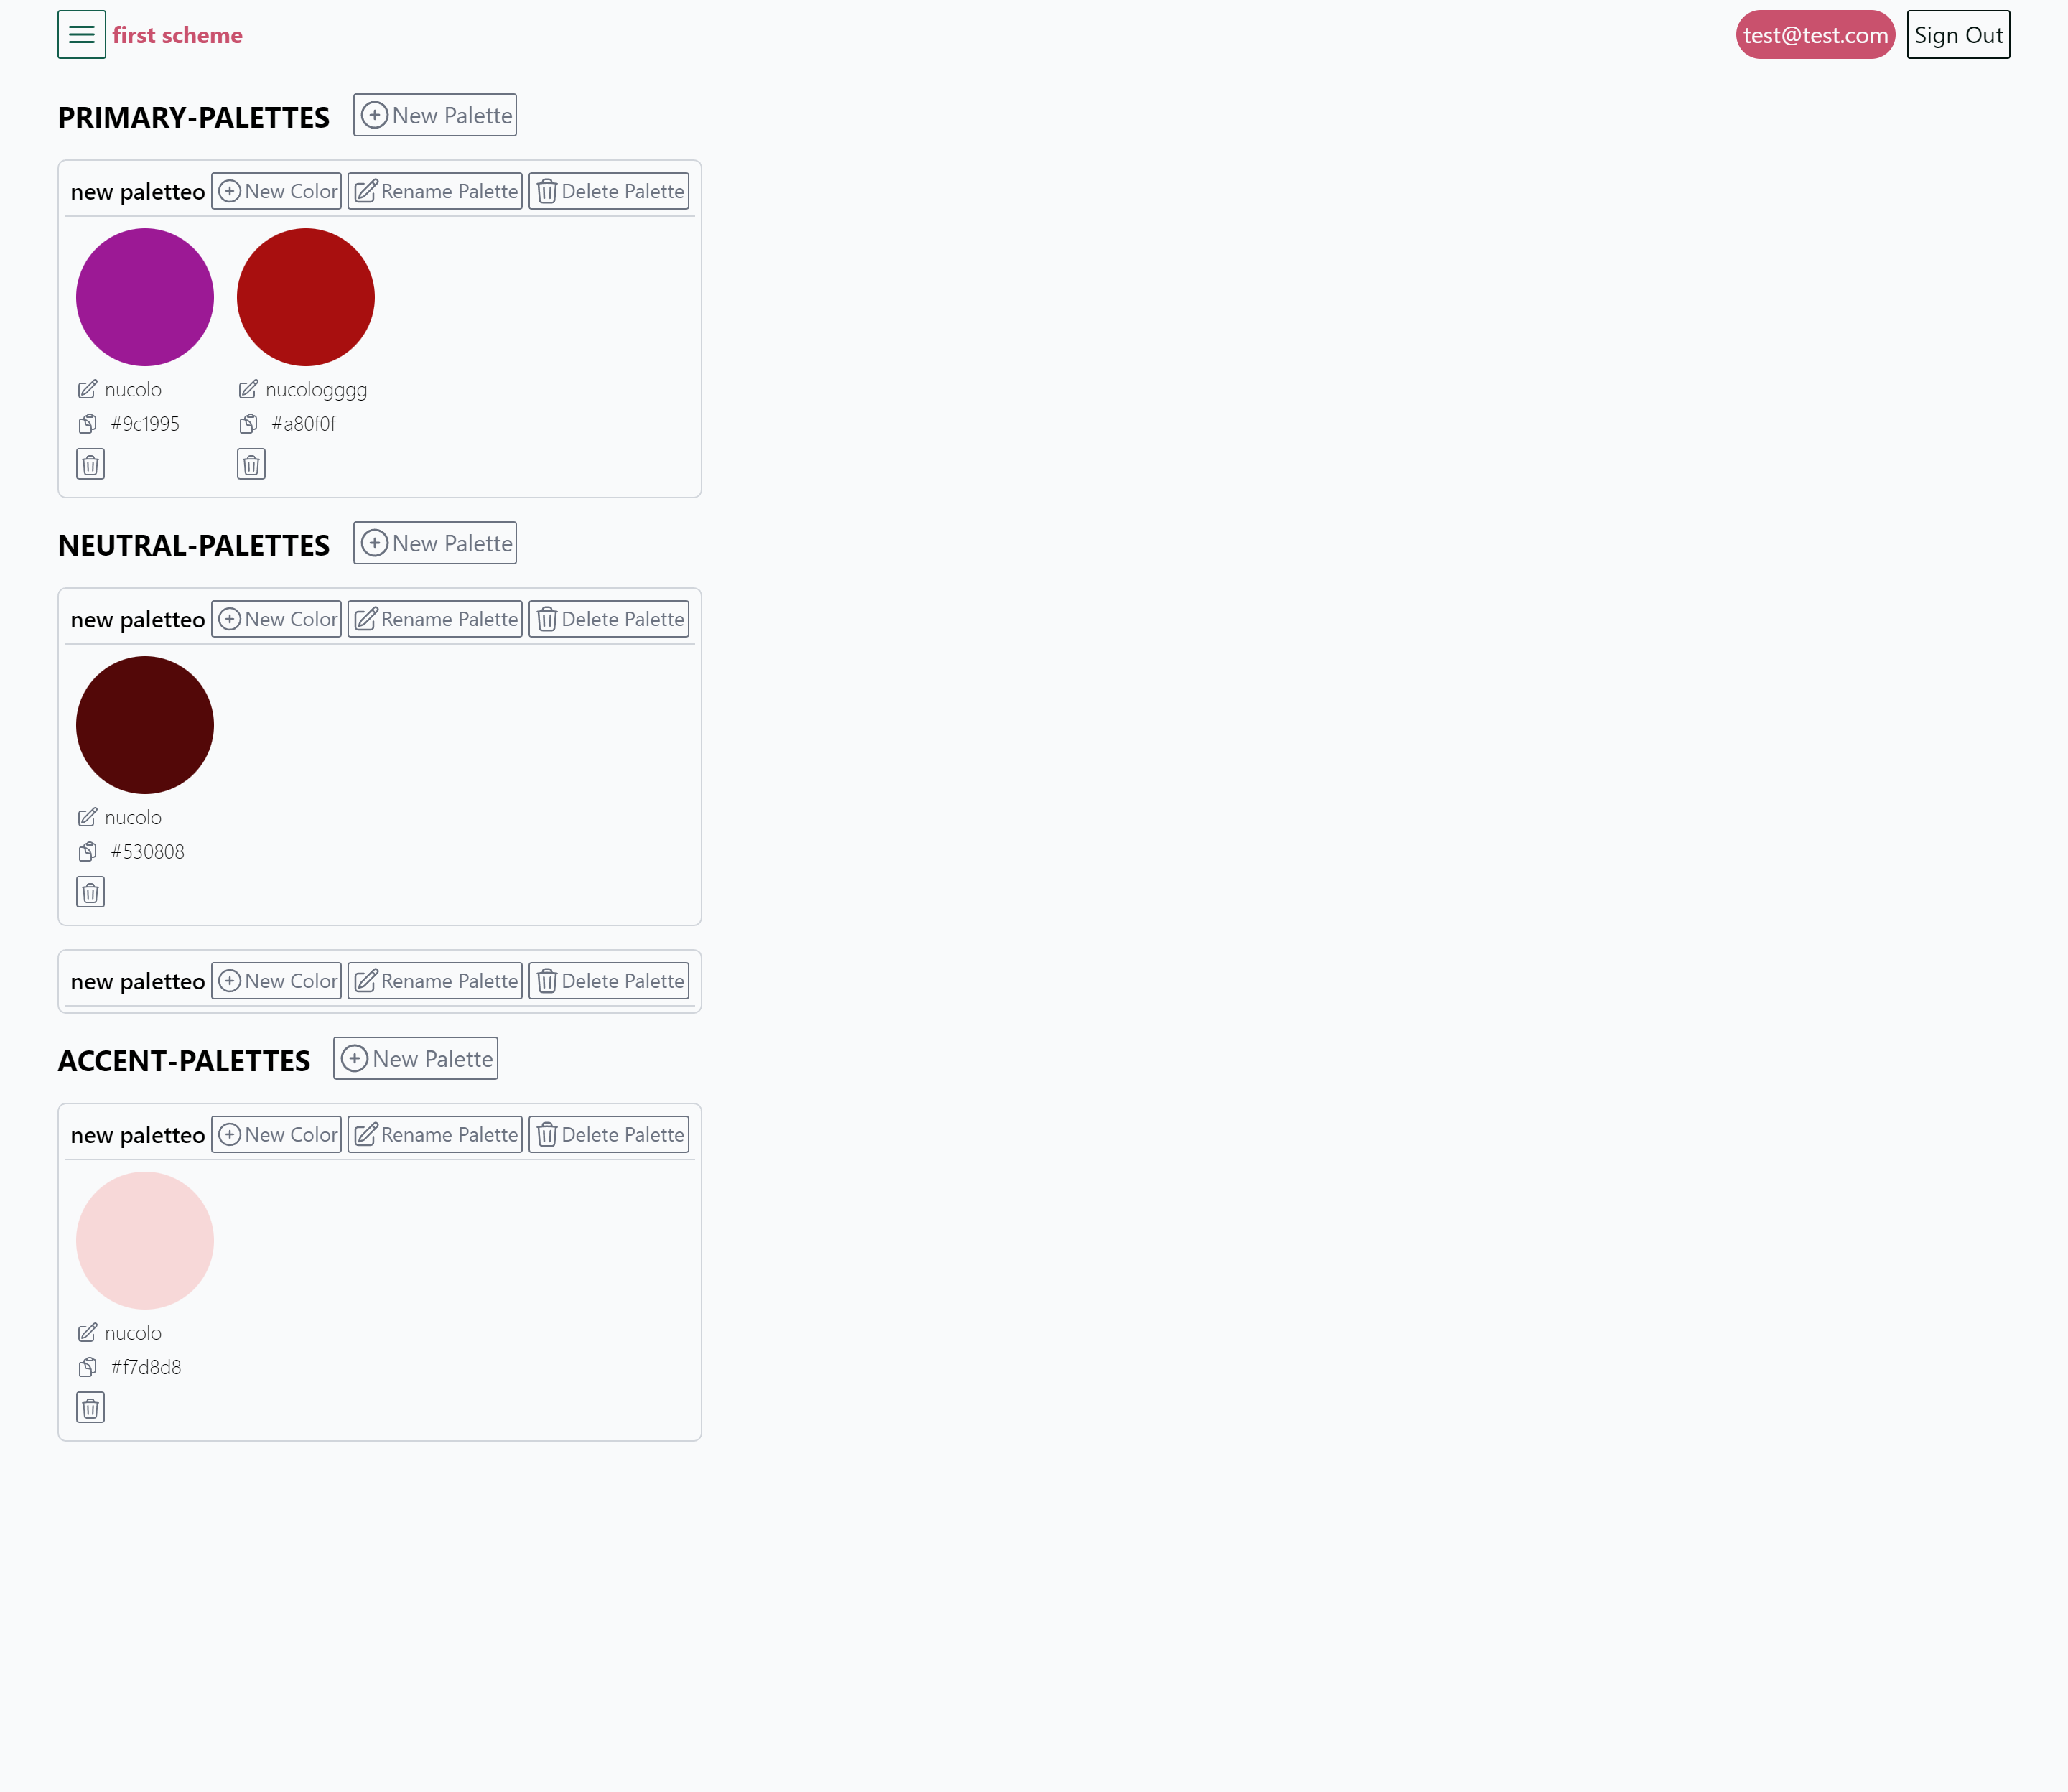 first scheme
test@test.com
Sign Out
PRIMARY-PALETTES
New Palette
new paletteo
New Color
Rename Palette
Delete Palette
nucolo
nucologggg
#9c1995
#a80f0f
NEUTRAL-PALETTES
New Palette
new paletteo
New Color
Rename Palette
Delete Palette
nucolo
#530808
new paletteo
New Color
Rename Palette
Delete Palette
ACCENT-PALETTES
New Palette
new paletteo
New Color
Rename Palette
Delete Palette
nucolo
#f7d8d8